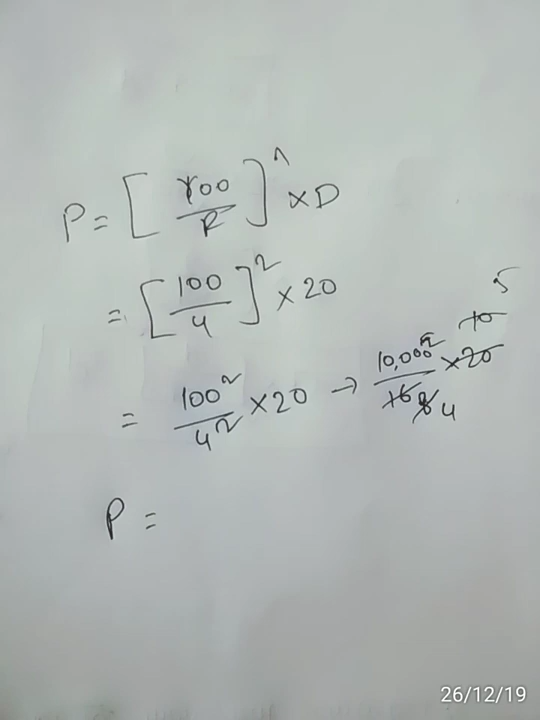 P = [100/R]^n × D
= [100/4]^2 × 20
= 100^2/4^2 × 20 → 10,000/16 × 20 10 5
8 4
P =
26/12/19